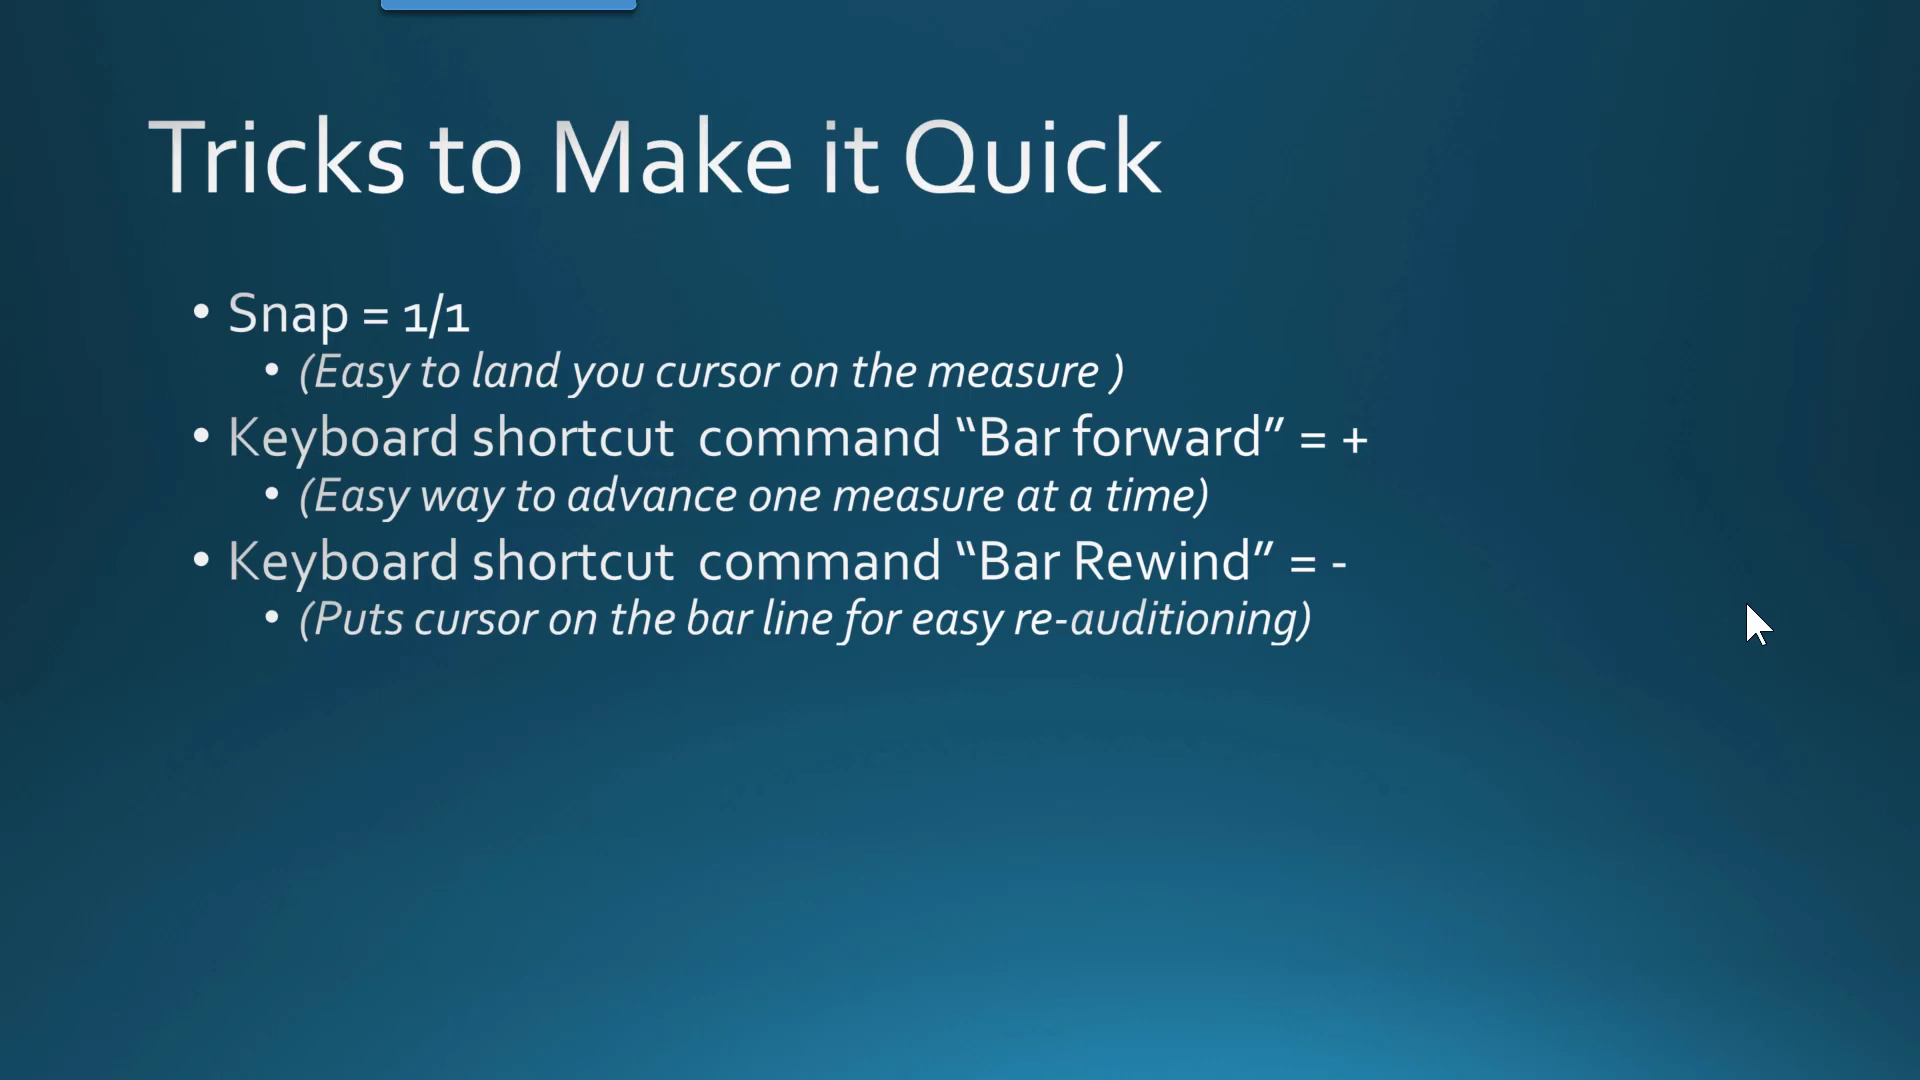 Tricks to Make it Quick
• Snap = 1/1
• (Easy to land you cursor on the measure )
• Keyboard shortcut  command “Bar forward” = +
• (Easy way to advance one measure at a time)
• Keyboard shortcut  command “Bar Rewind” = -
• (Puts cursor on the bar line for easy re-auditioning)